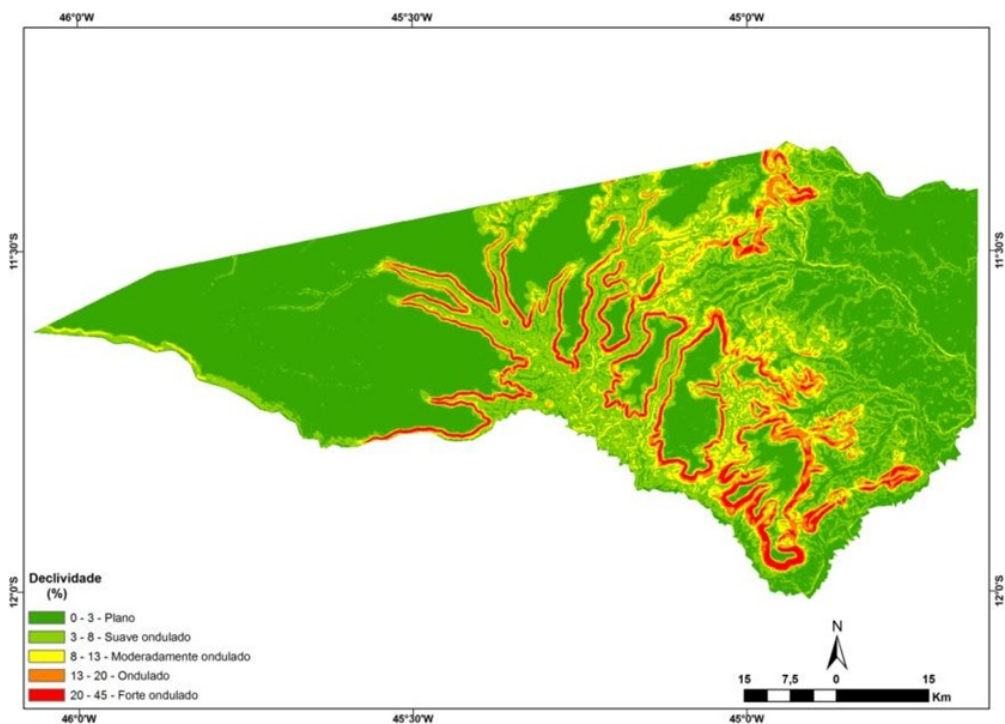 46°0'W 45°30'W 45°0'W
11°30'S 11°30'S
12°0'S 12°0'S
Declividade
(%)
0 - 3 - Plano
3 - 8 - Suave ondulado
8 - 13 - Moderadamente ondulado
13 - 20 - Ondulado
20 - 45 - Forte ondulado
N
15 7,5 0 15
Km
46°0'W 45°30'W 45°0'W